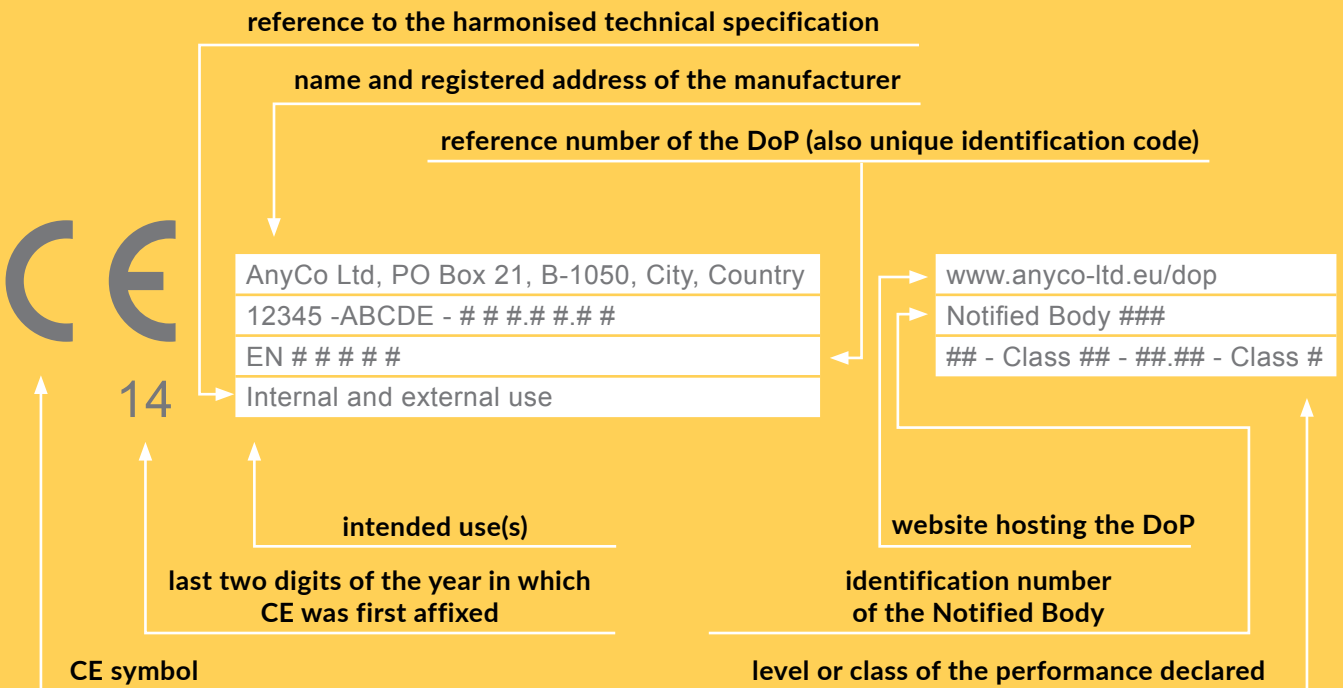 reference to the harmonised technical specification
name and registered address of the manufacturer
reference number of the DoP (also unique identification code)
CE
14
AnyCo Ltd, PO Box 21, B-1050, City, Country
12345 -ABCDE - # # #.# #.# #
EN # # # # #
Internal and external use
www.anyco-ltd.eu/dop
Notified Body ###
## - Class ## - ##.## - Class #
intended use(s)
website hosting the DoP
last two digits of the year in which
CE was first affixed
identification number
of the Notified Body
CE symbol
level or class of the performance declared